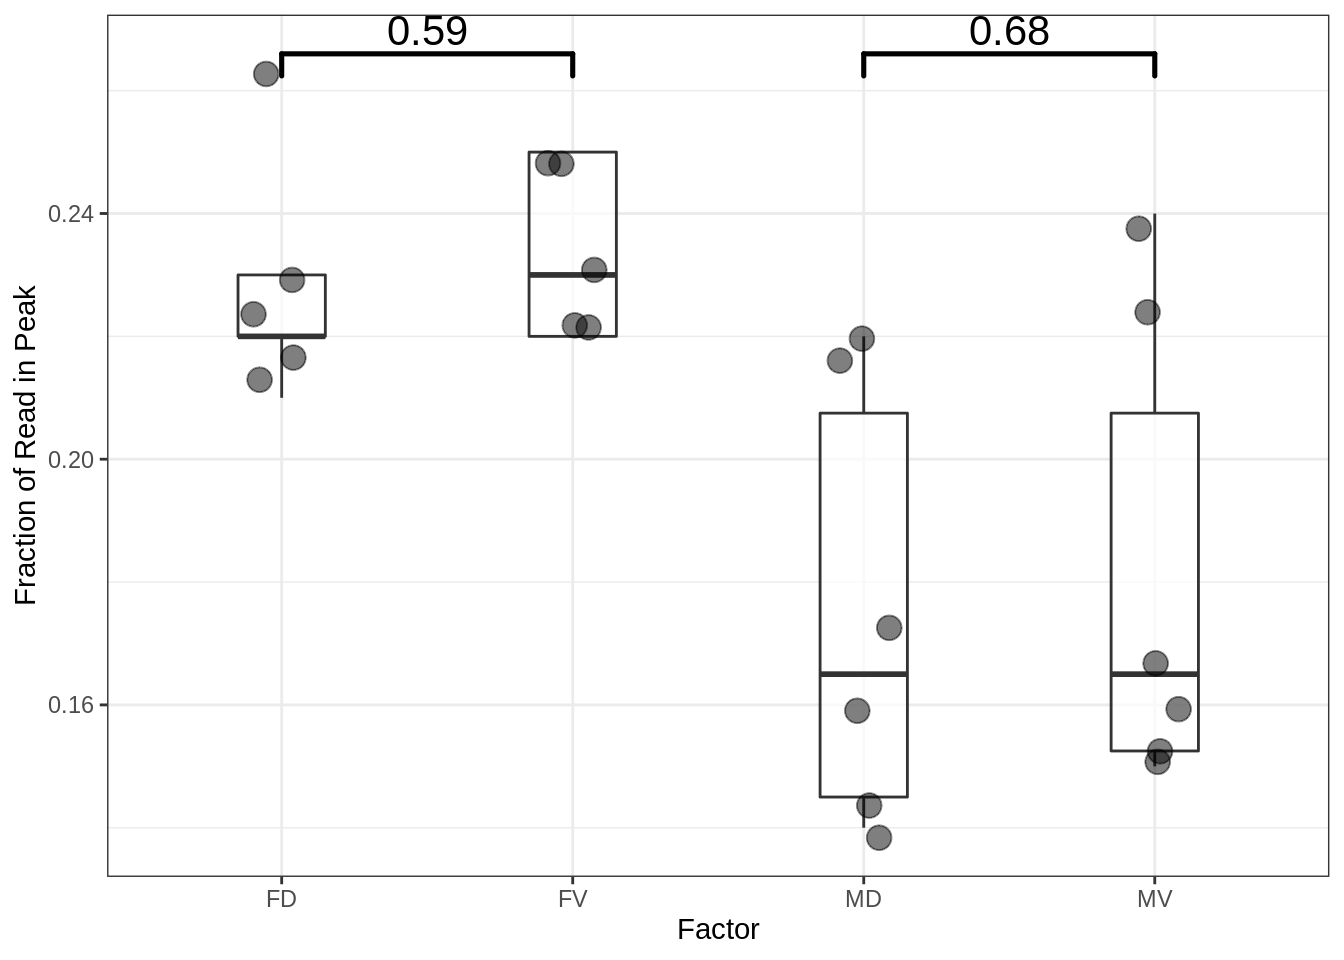 0.59
0.68
0.24
0.20
0.16
Fraction of Read in Peak
FD
FV
MD
MV
Factor